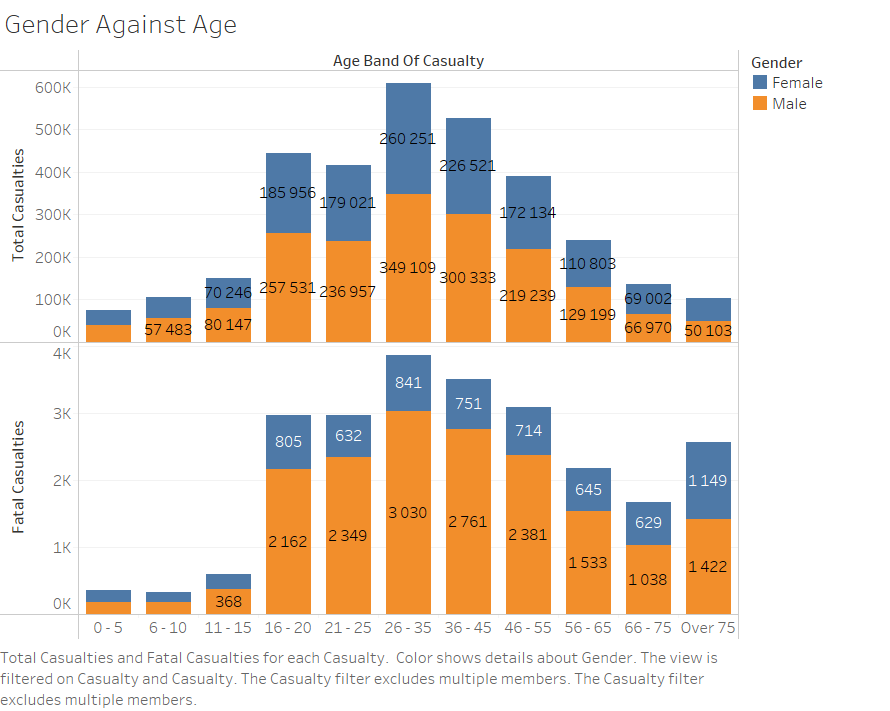 Gender Against Age
Age Band Of Casualty
Gender
Female
Male
Total Casualties
600K
500K
400K
300K
200K
100K
0K
260 251
226 521
185 956
179 021
172 134
110 803
70 246
69 002
349 109
300 333
257 531
236 957
219 239
129 199
57 483
80 147
66 970
50 103
Fatal Casualties
4K
3K
2K
1K
0K
841
751
805
632
714
645
629
1 149
3 030
2 761
2 162
2 349
2 381
1 533
1 038
1 422
368
0 - 5
6 - 10
11 - 15
16 - 20
21 - 25
26 - 35
36 - 45
46 - 55
56 - 65
66 - 75
Over 75
Total Casualties and Fatal Casualties for each Casualty.  Color shows details about Gender. The view is
filtered on Casualty and Casualty. The Casualty filter excludes multiple members. The Casualty filter
excludes multiple members.